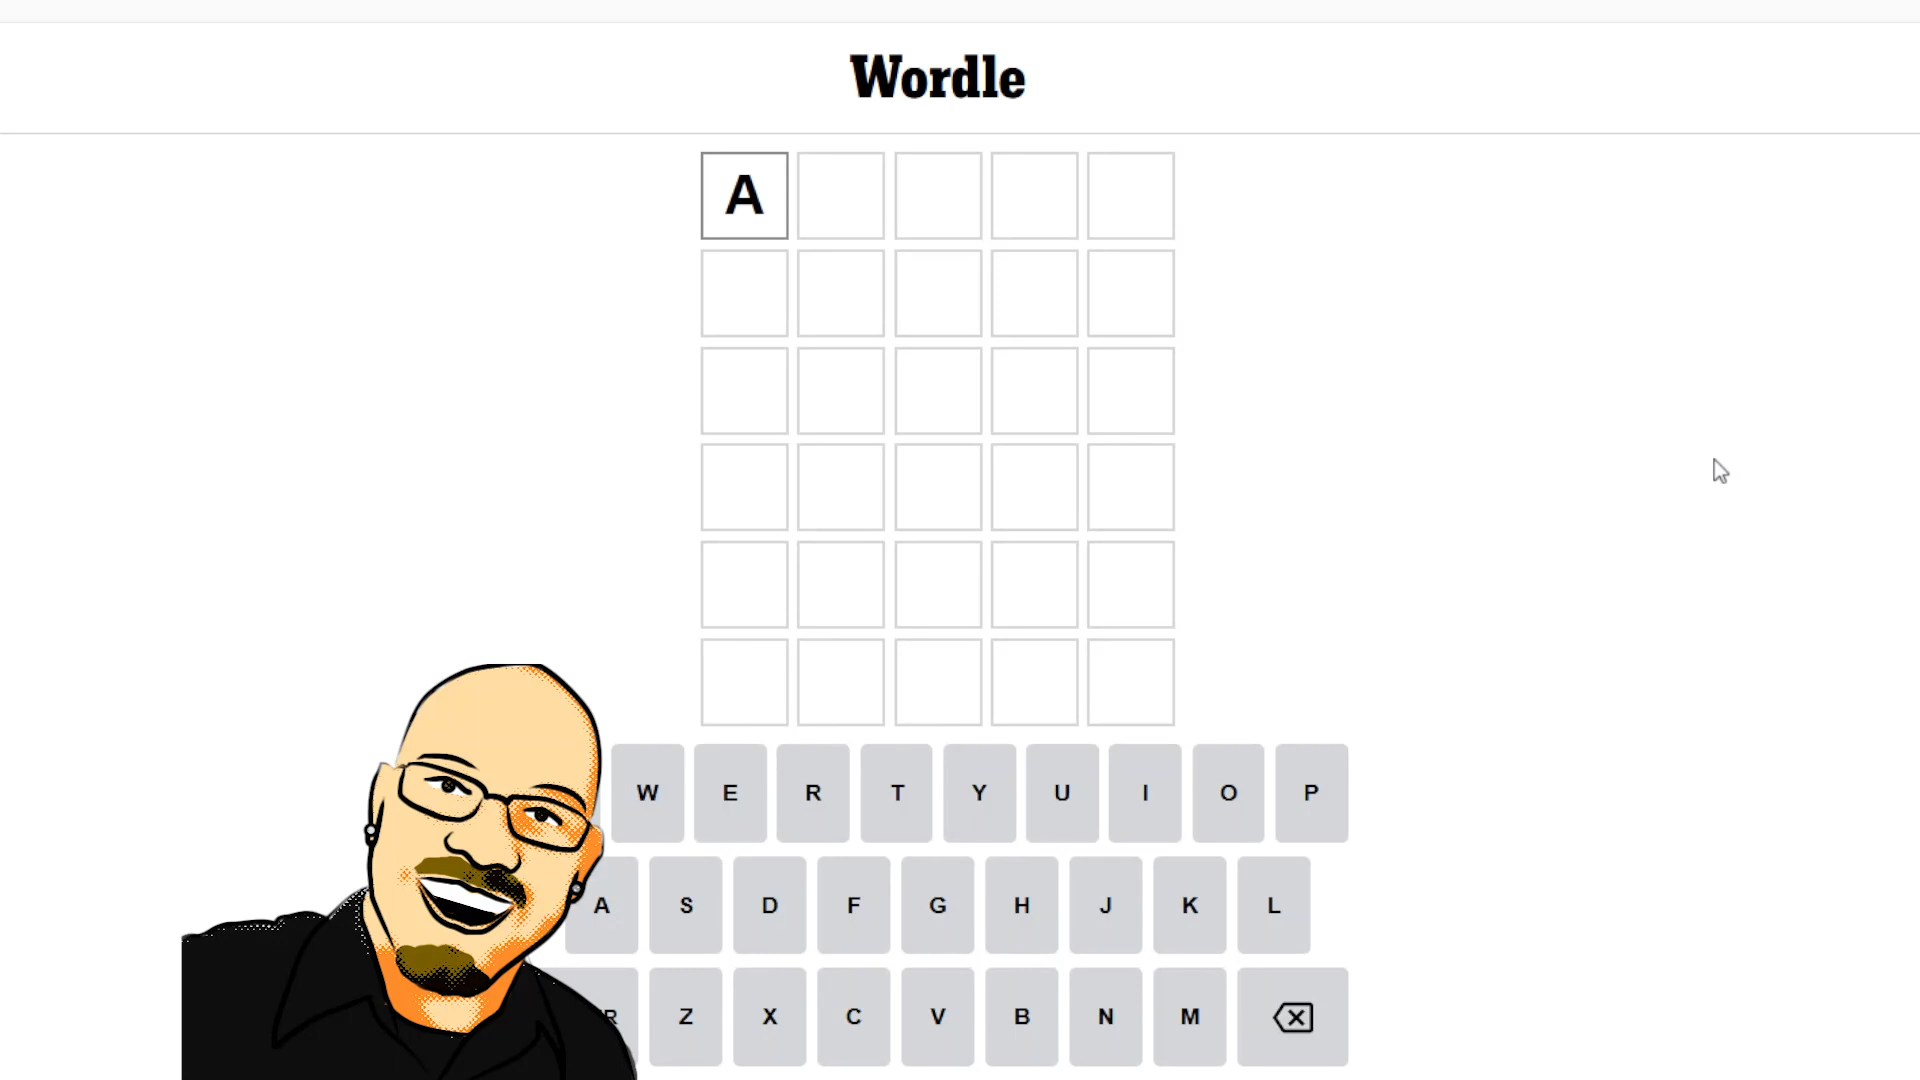 Wordle
A
W E R T Y U I O P
A S D F G H J K L
R Z X C V B N M